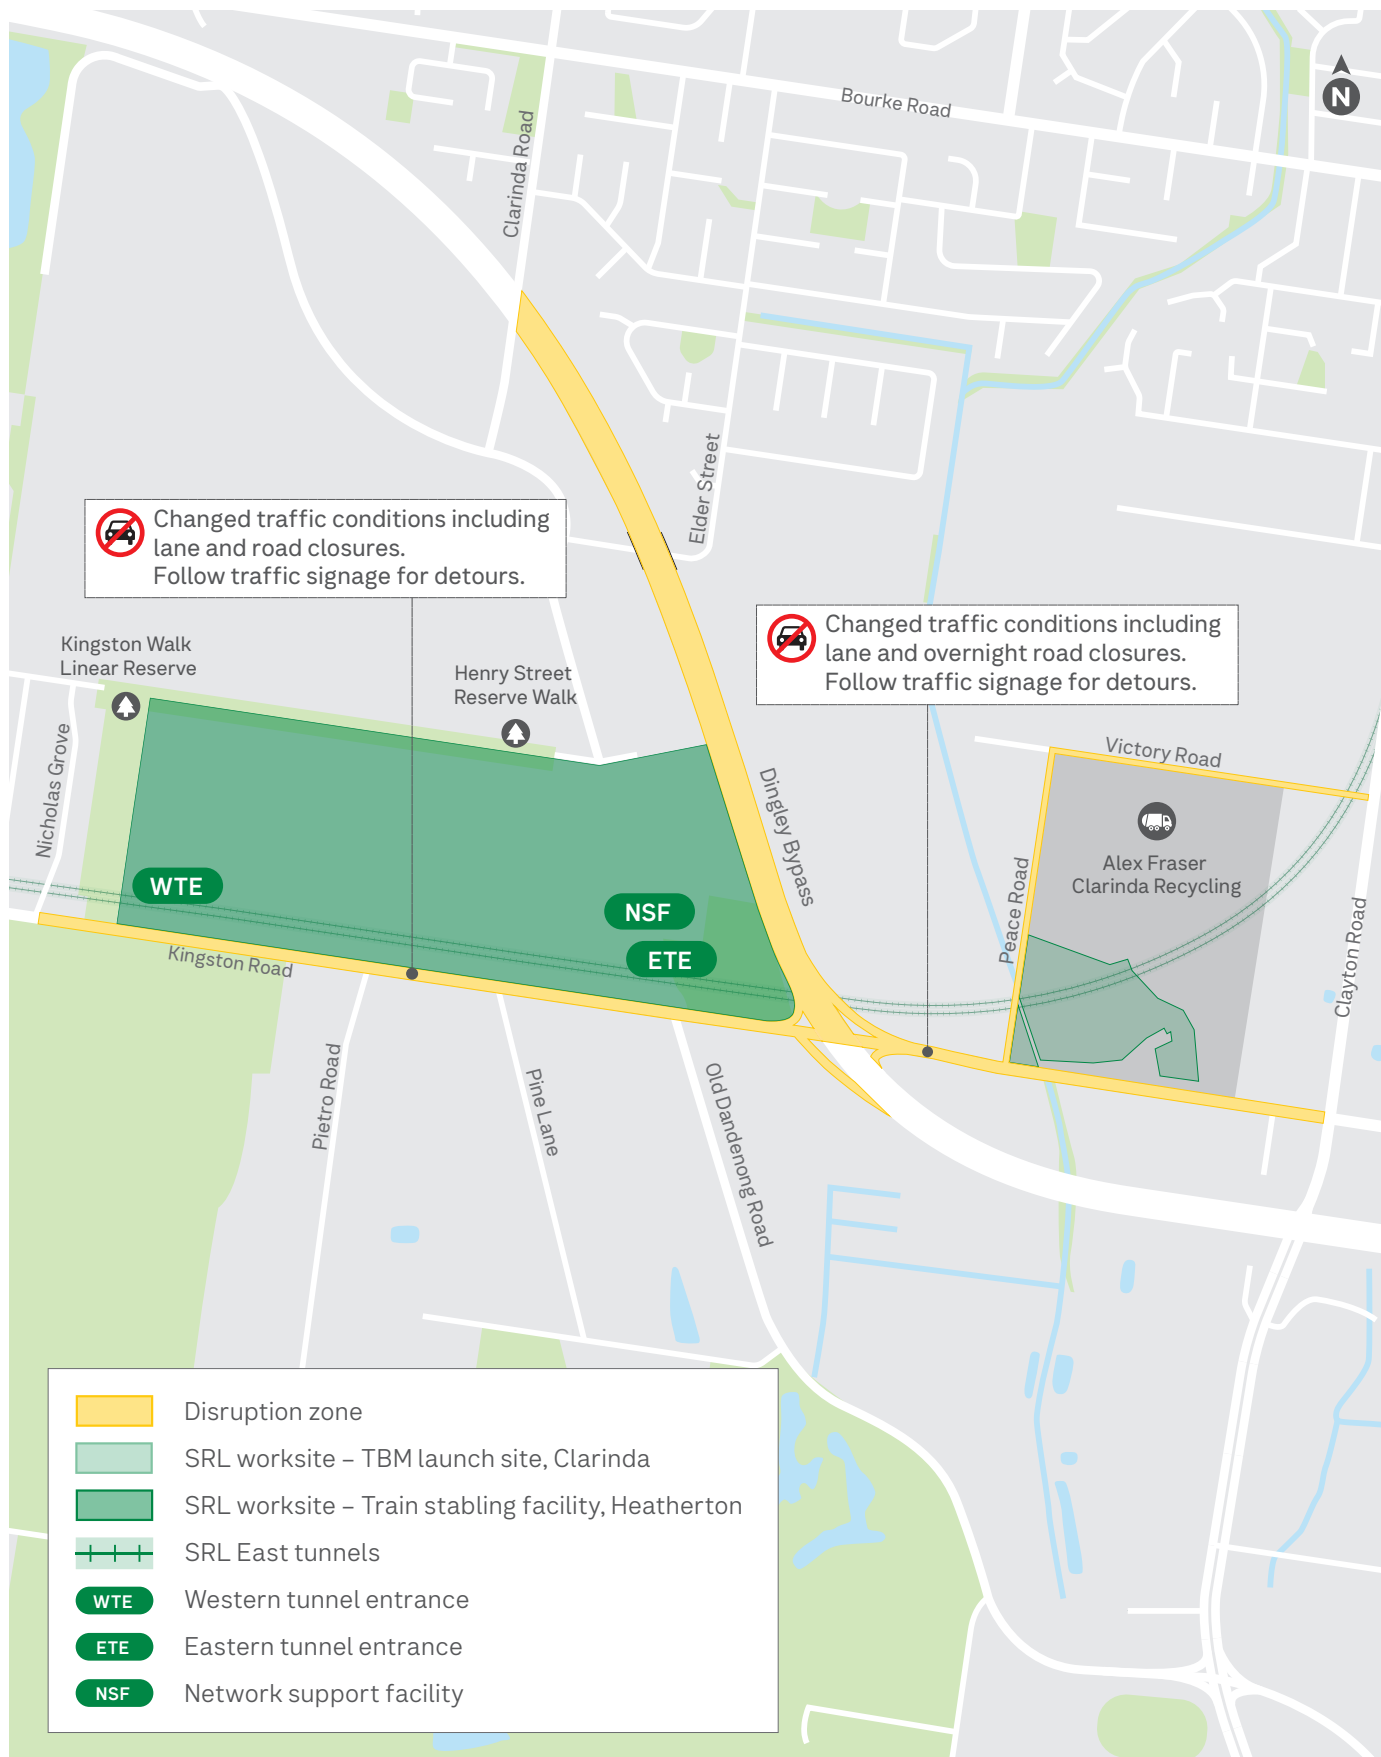 N
Bourke Road
Clarinda Road
Elder Street
Changed traffic conditions including
lane and road closures.
Follow traffic signage for detours.
Changed traffic conditions including
lane and overnight road closures.
Follow traffic signage for detours.
Kingston Walk
Linear Reserve
Henry Street
Reserve Walk
Nicholas Grove
Victory Road
Dingley Bypass
Alex Fraser
Clarinda Recycling
Peace Road
Clayton Road
WTE
NSF
ETE
Kingston Road
Pietro Road
Pine Lane
Old Dandenong Road
Disruption zone
SRL worksite – TBM launch site, Clarinda
SRL worksite – Train stabling facility, Heatherton
SRL East tunnels
WTE Western tunnel entrance
ETE Eastern tunnel entrance
NSF Network support facility